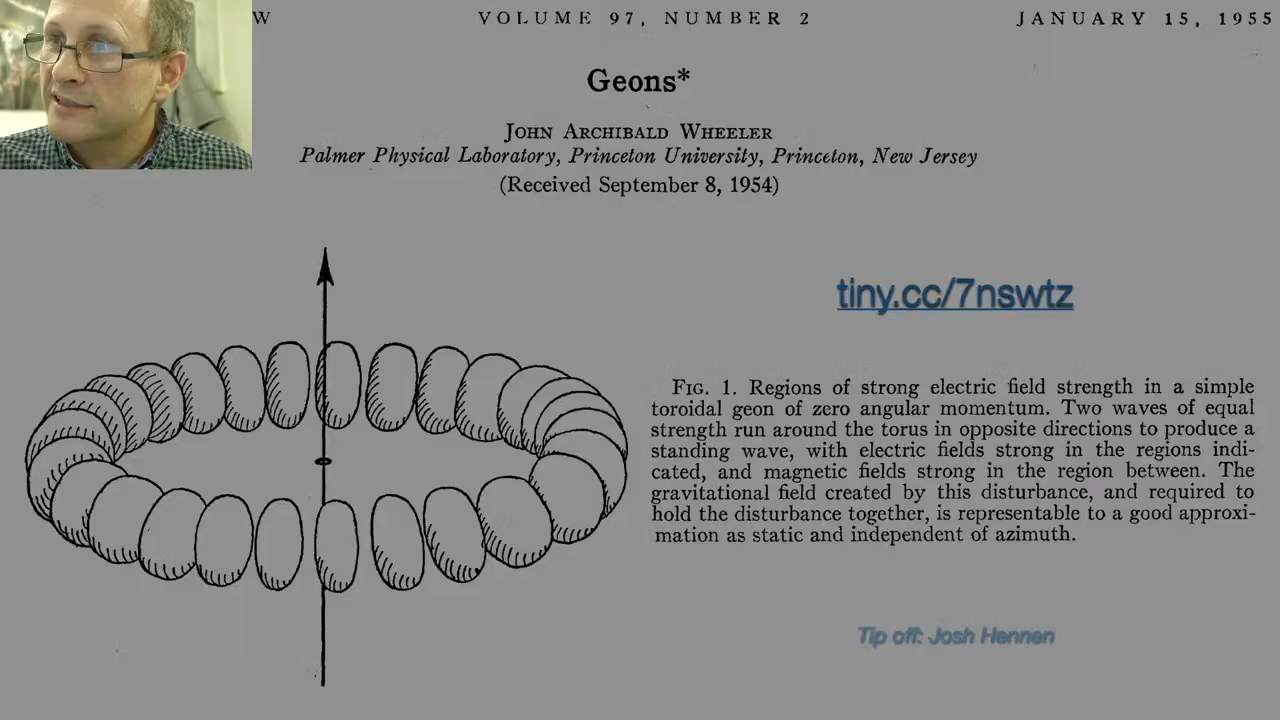 W VOLUME 97, NUMBER 2 JANUARY 15, 1955
Geons*
JOHN ARCHIBALD WHEELER
Palmer Physical Laboratory, Princeton University, Princeton, New Jersey
(Received September 8, 1954)
tiny.cc/7nswtz
FIG. 1. Regions of strong electric field strength in a simple
toroidal geon of zero angular momentum. Two waves of equal
strength run around the torus in opposite directions to produce a
standing wave, with electric fields strong in the regions indi-
cated, and magnetic fields strong in the region between. The
gravitational field created by this disturbance, and required to
hold the disturbance together, is representable to a good approxi-
mation as static and independent of azimuth.
Tip off: Josh Hennen